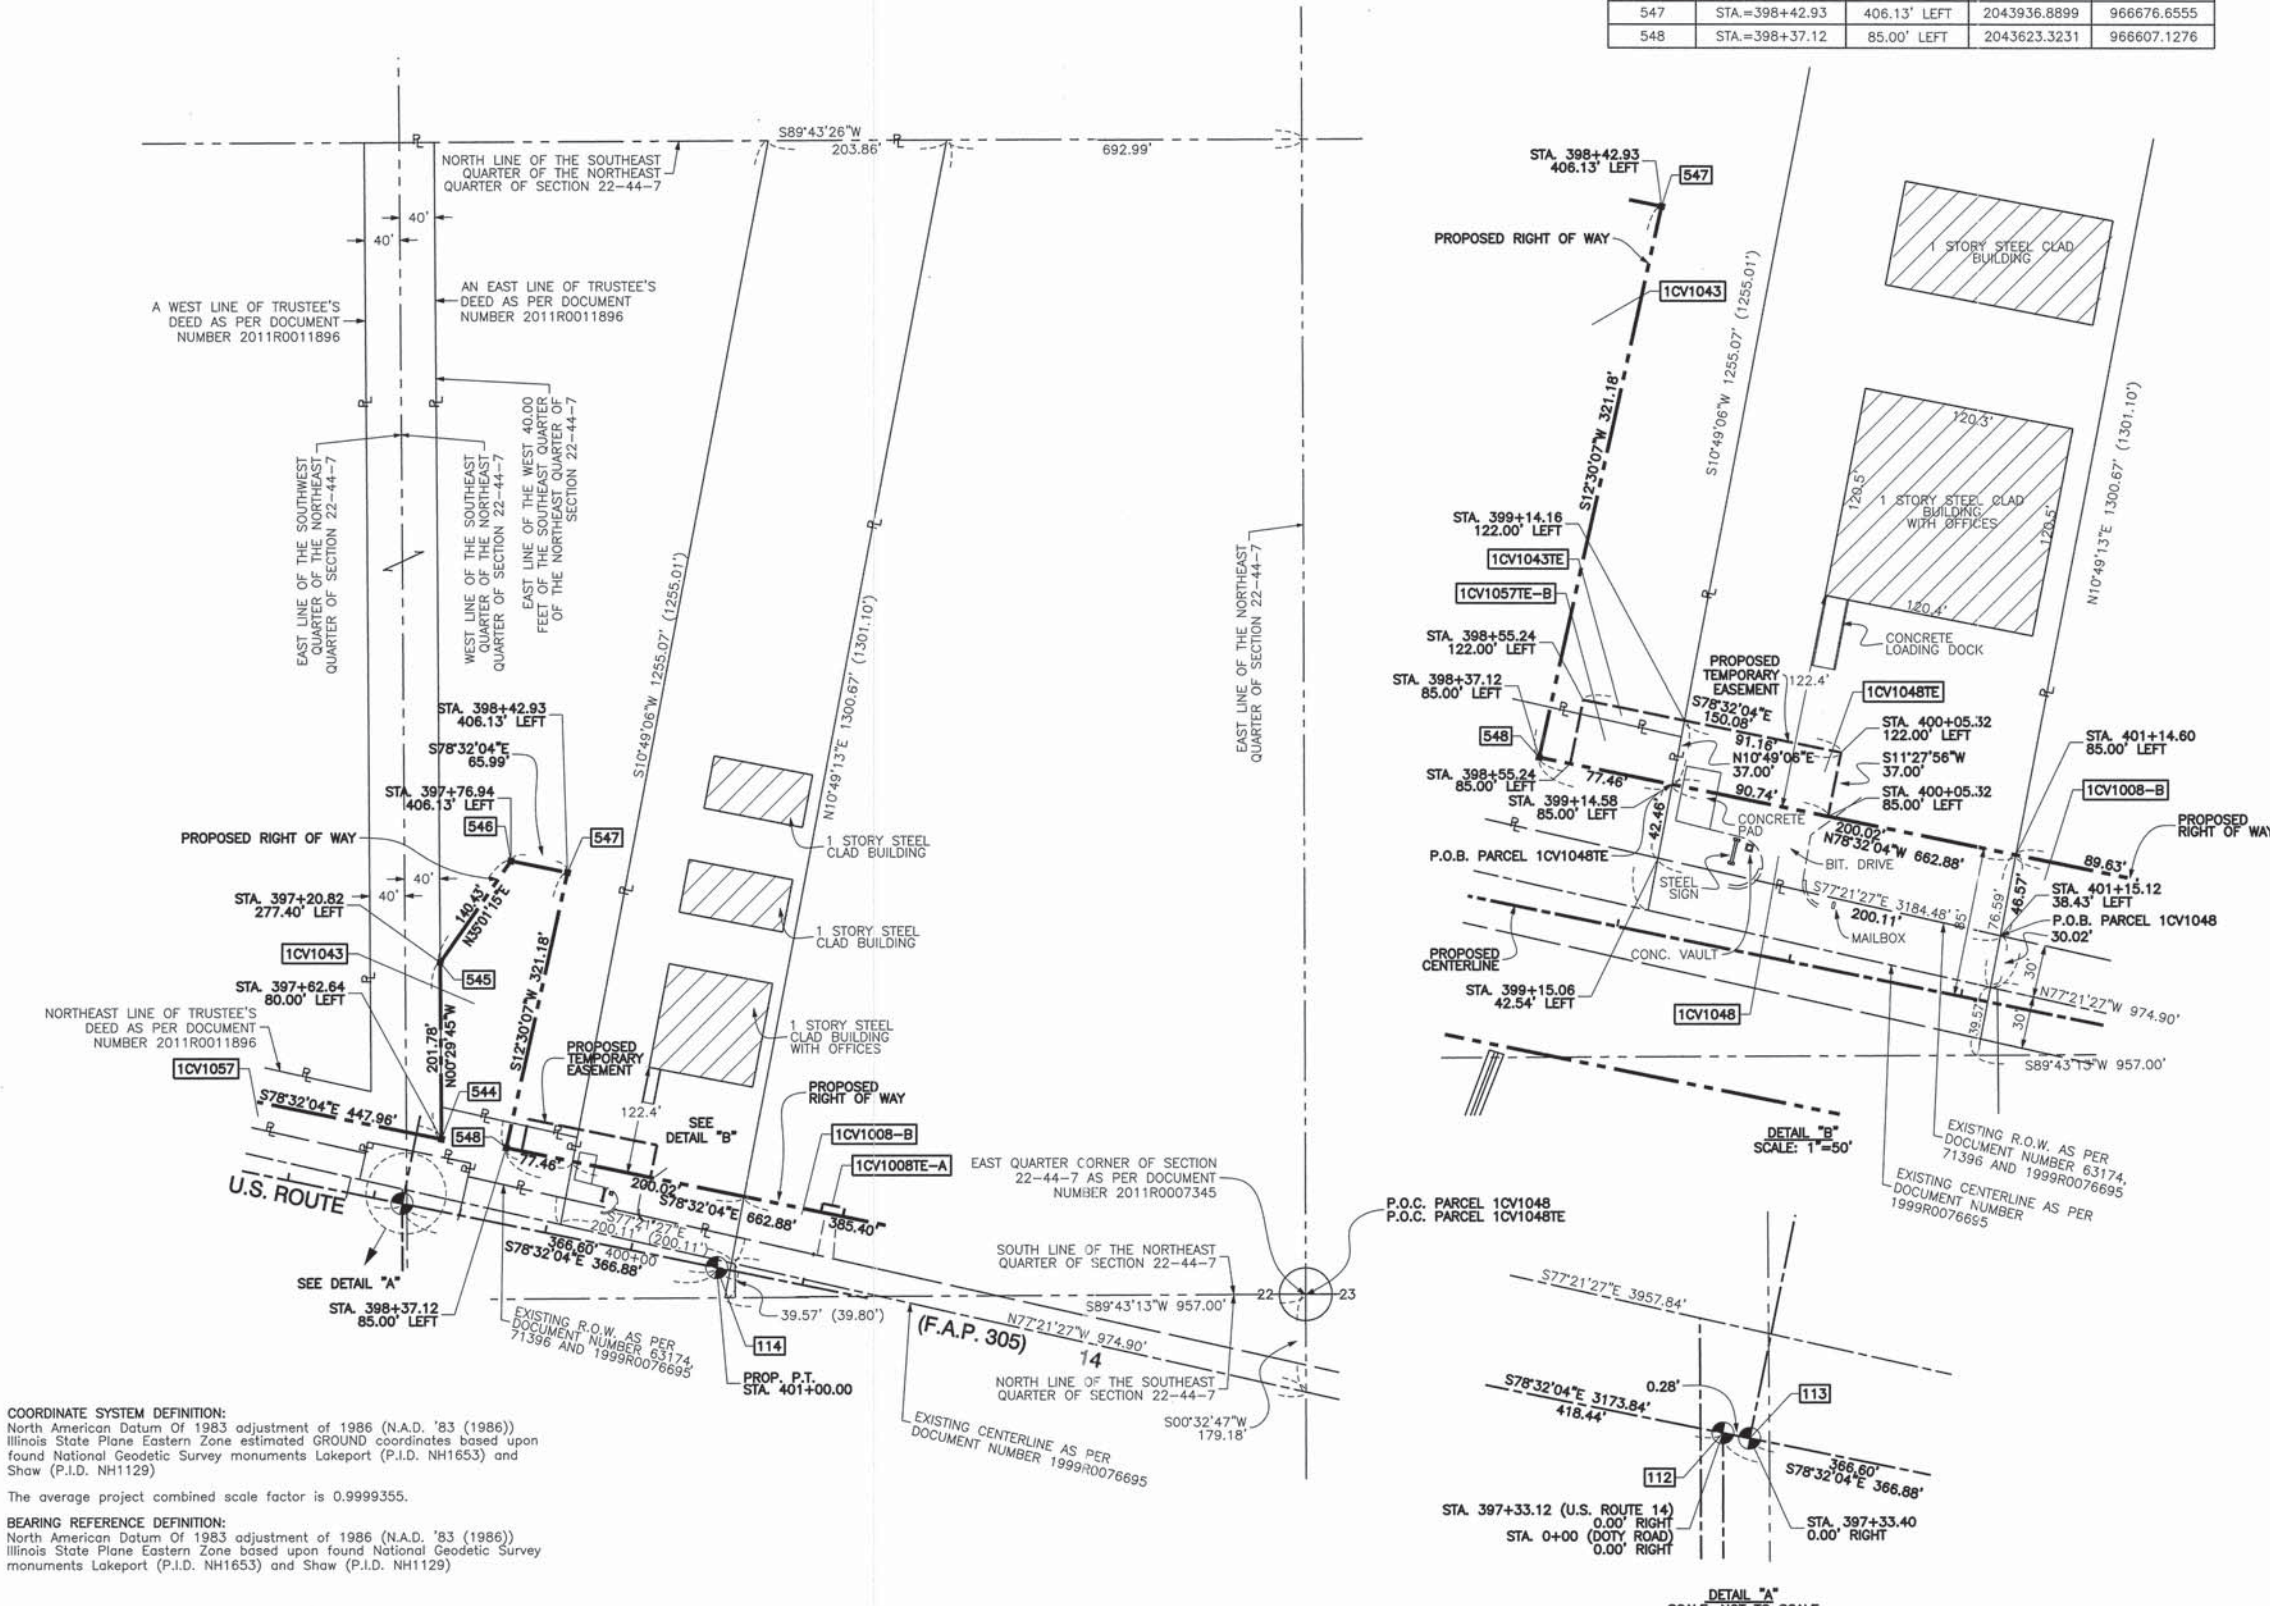 547 STA.=398+42.93 406.13' LEFT 2043936.8899 966676.6555
548 STA.=398+37.12 85.00' LEFT 2043623.3231 966607.1276
S89°43'26"W
203.86'
692.99'
NORTH LINE OF THE SOUTHEAST
QUARTER OF THE NORTHEAST
QUARTER OF SECTION 22-44-7
40'
40'
A WEST LINE OF TRUSTEE'S
DEED AS PER DOCUMENT
NUMBER 2011R0011896
AN EAST LINE OF TRUSTEE'S
DEED AS PER DOCUMENT
NUMBER 2011R0011896
EAST LINE OF THE SOUTHWEST
QUARTER OF THE NORTHEAST
QUARTER OF SECTION 22-44-7
WEST LINE OF THE SOUTHEAST
QUARTER OF THE NORTHEAST
QUARTER OF SECTION 22-44-7
EAST LINE OF THE WEST 40.00
FEET OF THE SOUTHEAST QUARTER
OF THE NORTHEAST QUARTER OF
SECTION 22-44-7
S10°49'06"W 1255.07' (1255.01')
N10°49'13"E 1300.67' (1301.10')
EAST LINE OF THE NORTHEAST
QUARTER OF SECTION 22-44-7
STA. 398+42.93
406.13' LEFT
S78°32'04"E
65.99'
STA. 397+76.94
406.13' LEFT
546
547
PROPOSED RIGHT OF WAY
40'
40'
140.43'
N35°01'15"E
STA. 397+20.82
277.40' LEFT
1CV1043
545
STA. 397+62.64
80.00' LEFT
NORTHEAST LINE OF TRUSTEE'S
DEED AS PER DOCUMENT
NUMBER 2011R0011896
1CV1057
201.78'
N00°29'45"W
S12°30'07"W 321.18'
544
548
S78°32'04"E 447.96'
PROPOSED
TEMPORARY
EASEMENT
1 STORY STEEL
CLAD BUILDING
1 STORY STEEL
CLAD BUILDING
1 STORY STEEL
CLAD BUILDING
WITH OFFICES
122.4'
SEE
DETAIL "B"
PROPOSED
RIGHT OF WAY
1CV1008-B
1CV1008TE-A
77.46'
200.02'
S78°32'04"E 662.88'
385.40'
U.S. ROUTE
S77°21'27"E
200.11' (200.11')
366.60' 400+00
S78°32'04"E 366.88'
SEE DETAIL "A"
STA. 398+37.12
85.00' LEFT
EXISTING R.O.W. AS PER
DOCUMENT NUMBER 63174,
71396 AND 1999R0076695
39.57' (39.80')
114
PROP. P.T.
STA. 401+00.00
(F.A.P. 305)
14
N77°21'27"W 974.90'
S89°43'13"W 957.00'
EAST QUARTER CORNER OF SECTION
22-44-7 AS PER DOCUMENT
NUMBER 2011R0007345
P.O.C. PARCEL 1CV1048
P.O.C. PARCEL 1CV1048TE
22
23
SOUTH LINE OF THE NORTHEAST
QUARTER OF SECTION 22-44-7
NORTH LINE OF THE SOUTHEAST
QUARTER OF SECTION 22-44-7
S00°32'47"W
179.18'
EXISTING CENTERLINE AS PER
DOCUMENT NUMBER 1999R0076695
COORDINATE SYSTEM DEFINITION:
North American Datum Of 1983 adjustment of 1986 (N.A.D. '83 (1986))
Illinois State Plane Eastern Zone estimated GROUND coordinates based upon
found National Geodetic Survey monuments Lakeport (P.I.D. NH1653) and
Shaw (P.I.D. NH1129)
The average project combined scale factor is 0.9999355.
BEARING REFERENCE DEFINITION:
North American Datum Of 1983 adjustment of 1986 (N.A.D. '83 (1986))
Illinois State Plane Eastern Zone based upon found National Geodetic Survey
monuments Lakeport (P.I.D. NH1653) and Shaw (P.I.D. NH1129)
STA. 398+42.93
406.13' LEFT
547
PROPOSED RIGHT OF WAY
1CV1043
S12°30'07"W 321.18'
S10°49'06"W 1255.07' (1255.01')
N10°49'13"E 1300.67' (1301.10')
1 STORY STEEL CLAD
BUILDING
120.3'
120.5'
1 STORY STEEL CLAD
BUILDING
WITH OFFICES
120.5'
120.4'
CONCRETE
LOADING DOCK
STA. 399+14.16
122.00' LEFT
1CV1043TE
1CV1057TE-B
STA. 398+55.24
122.00' LEFT
STA. 398+37.12
85.00' LEFT
548
STA. 398+55.24
85.00' LEFT
STA. 399+14.58
85.00' LEFT
P.O.B. PARCEL 1CV1048TE
PROPOSED
TEMPORARY
EASEMENT
122.4'
S78°32'04"E
150.08'
91.16'
N10°49'06"E
37.00'
1CV1048TE
STA. 400+05.32
122.00' LEFT
S11°27'56"W
37.00'
STA. 400+05.32
85.00' LEFT
STA. 401+14.60
85.00' LEFT
1CV1008-B
PROPOSED
RIGHT OF WAY
77.46'
90.74'
42.46'
CONCRETE
PAD
200.02'
N78°32'04"W 662.88'
89.63'
BIT. DRIVE
STEEL
SIGN
S77°21'27"E 3184.48'
200.11'
MAILBOX
85'
76.59'
46.57'
STA. 401+15.12
38.43' LEFT
P.O.B. PARCEL 1CV1048
30.02'
PROPOSED
CENTERLINE
CONC. VAULT
STA. 399+15.06
42.54' LEFT
1CV1048
39.57'
30'
30'
N77°21'27"W 974.90'
S89°43'13"W 957.00'
DETAIL "B"
SCALE: 1"=50'
EXISTING R.O.W. AS PER
DOCUMENT NUMBER 63174,
71396 AND 1999R0076695
EXISTING CENTERLINE AS PER
DOCUMENT NUMBER
1999R0076695
S77°21'27"E 3957.84'
S78°32'04"E 3173.84'
418.44'
0.28'
113
112
366.60'
S78°32'04"E 366.88'
STA. 397+33.12 (U.S. ROUTE 14)
0.00' RIGHT
STA. 0+00 (DOTY ROAD)
0.00' RIGHT
STA. 397+33.40
0.00' RIGHT
DETAIL "A"